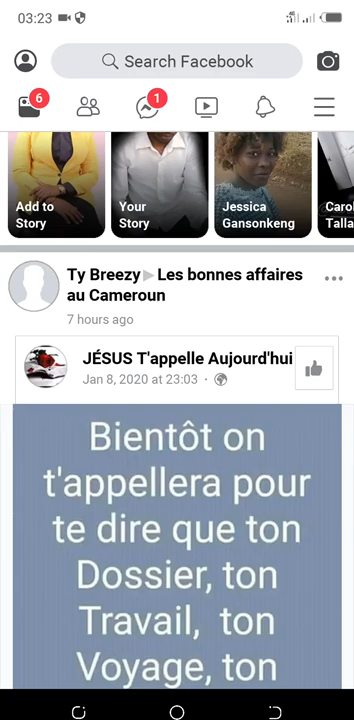 03:23
Search Facebook
6
1
Add to
Story
Your
Story
Jessica
Gansonkeng
Carol
Talla
Ty Breezy▶Les bonnes affaires
au Cameroun
7 hours ago
JÉSUS T'appelle Aujourd'hui
Jan 8, 2020 at 23:03 ·
Bientôt on
t'appellera pour
te dire que ton
Dossier, ton
Travail, ton
Voyage, ton